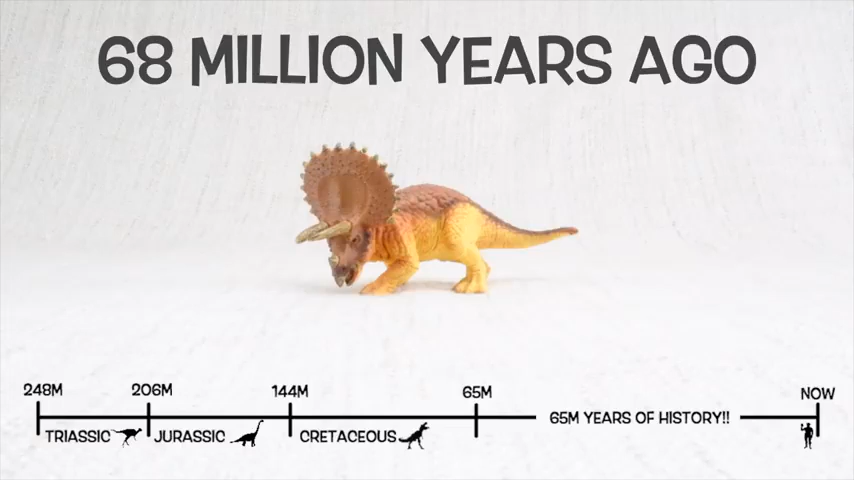 68 MILLION YEARS AGO
248M 206M 144M 65M NOW
65M YEARS OF HISTORY!!
TRIASSIC JURASSIC CRETACEOUS